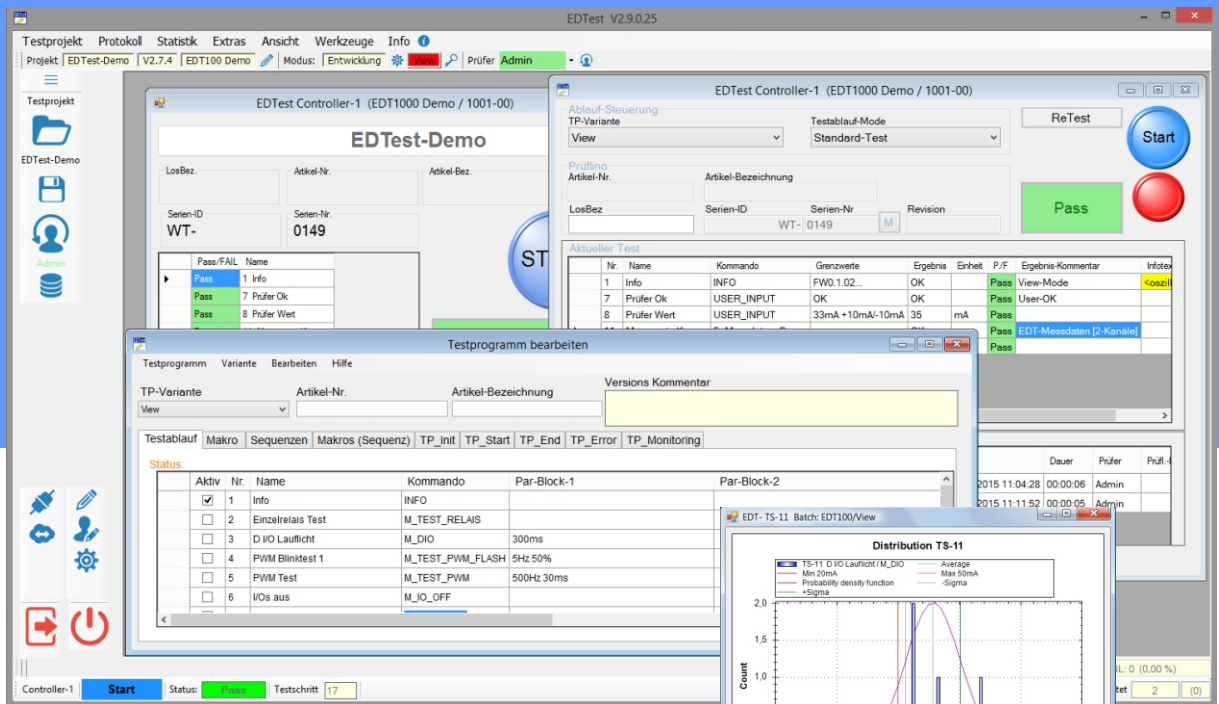 EDTest V2.9.0.25
Testprojekt Protokol Statistik Extras Ansicht Werkzeuge Info
Projekt EDTest-Demo V2.7.4 EDT100 Demo Modus: Entwicklung View Prüfer Admin
Testprojekt
EDTest-Demo
Admin
EDTest Controller-1 (EDT1000 Demo / 1001-00)
EDTest-Demo
LosBez. Artikel-Nr. Artikel-Bez.
Serien-ID Serien-Nr.
WT- 0149
ST
Pass/FAIL Name
Pass 1 Info
Pass 7 Prüfer Ok
Pass 8 Prüfer Wert
EDTest Controller-1 (EDT1000 Demo / 1001-00)
Ablauf-Steuerung
TP-Variante Testablauf-Mode
View Standard-Test
ReTest
Start
Prüfling
Artikel-Nr. Artikel-Bezeichnung
LosBez Serien-ID Serien-Nr Revision
WT- 0149 M
Pass
Aktueller Test
Nr. Name Kommando Grenzwerte Ergebnis Einheit P/F Ergebnis-Kommentar
1 Info INFO FW0.1.02... OK Pass View-Mode <oszill
7 Prüfer Ok USER_INPUT OK OK Pass User-OK
8 Prüfer Wert USER_INPUT 33mA +10mA/-10mA 35 mA Pass
Pass EDT-Messdaten [2-Kanäle]
Pass
Dauer Prüfer
2015 11:04:28 00:00:06 Admin
2015 11:11:52 00:00:05 Admin
Testprogramm bearbeiten
Testprogramm Variante Bearbeiten Hilfe
TP-Variante Artikel-Nr. Artikel-Bezeichnung Versions Kommentar
View
Testablauf Makro Sequenzen Makros (Sequenz) TP_Init TP_Start TP_End TP_Error TP_Monitoring
Status:
Aktiv Nr. Name Kommando Par-Block-1 Par-Block-2
1 Info INFO
2 Einzelrelais Test M_TEST_RELAIS
3 D I/O Lauflicht M_DIO 300ms
4 PWM Blinktest 1 M_TEST_PWM_FLASH 5Hz 50%
5 PWM Test M_TEST_PWM 500Hz 30ms
6 I/Os aus M_IO_OFF
EDT- TS-11 Batch: EDT100/View
Distribution TS-11
TS-11 D I/O Lauflicht / M_DIO Average
Min 20mA Max 50mA
Probability density function -Sigma
+Sigma
2,0
1,5
1,0
Count
IL: 0 (0,00 %)
Controller-1 Start Status: Pass Testschritt 17
tet 2 (0)